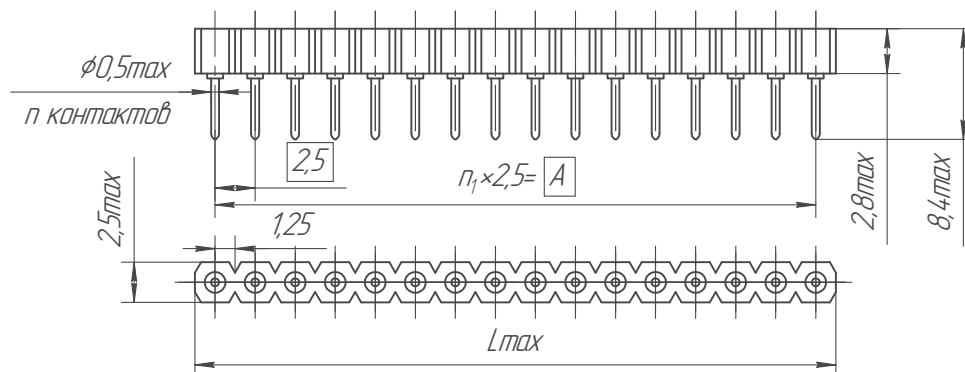 ϕ0,5max
n контактов
2,5
n₁×2,5= A
2,8max
8,4max
2,5max
1,25
Lmax